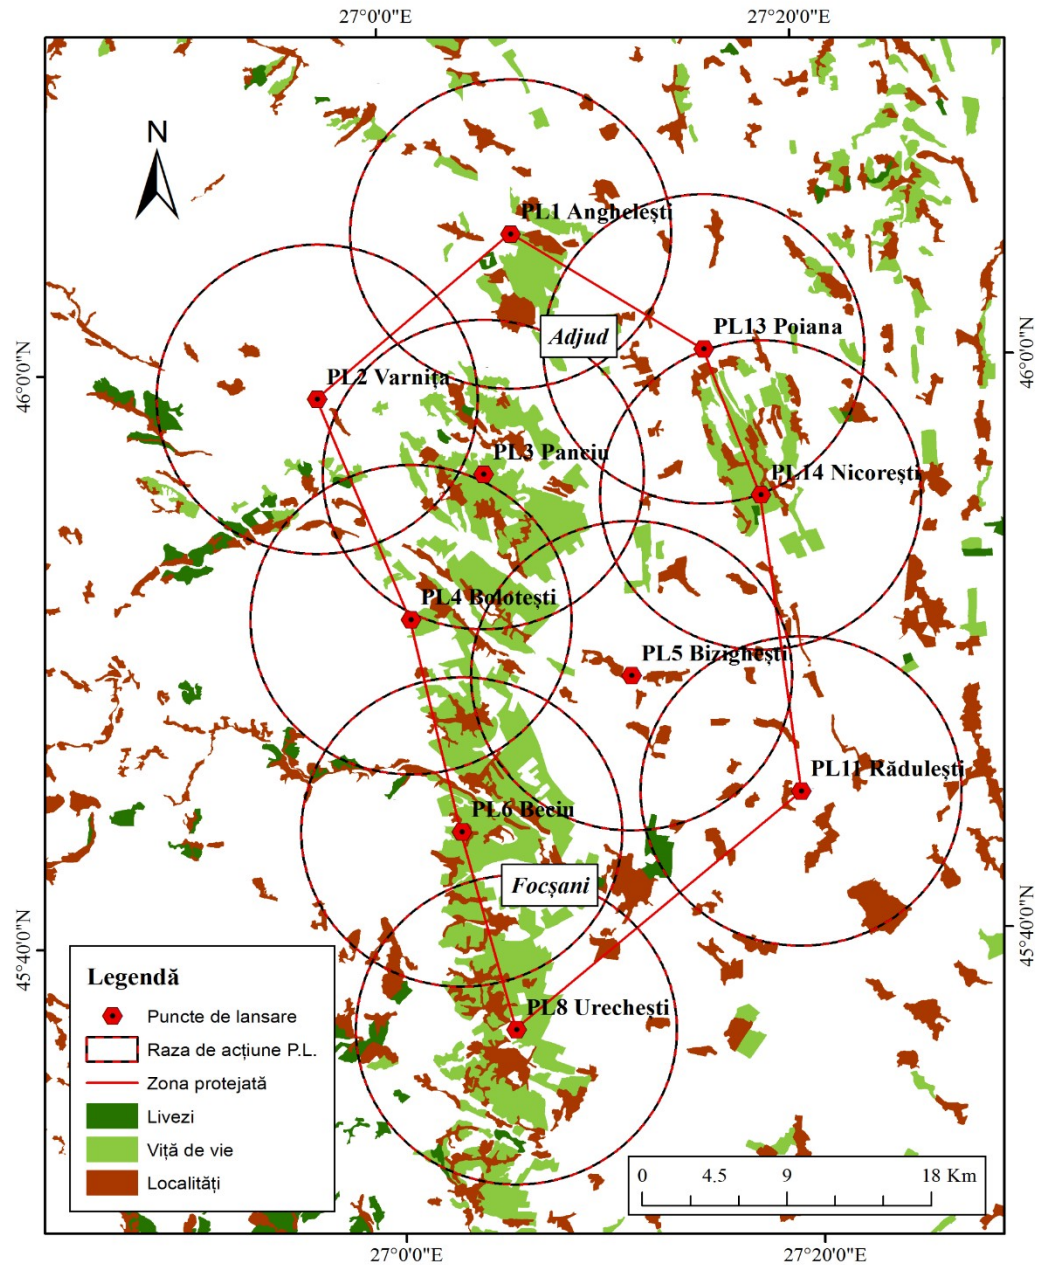 27°0'0"E
27°20'0"E
N
PL1 Anghelești
Adjud
PL13 Poiana
46°0'0"N
46°0'0"N
PL2 Varnița
PL3 Panciu
PL14 Nicorești
PL4 Bolotești
PL5 Bizighești
PL11 Rădulești
PL6 Beciu
Focșani
45°40'0"N
45°40'0"N
PL8 Urechești
Legendă
Puncte de lansare
Raza de acțiune P.L.
Zona protejată
Livezi
Viță de vie
Localități
0 4.5 9 18 Km
27°0'0"E
27°20'0"E